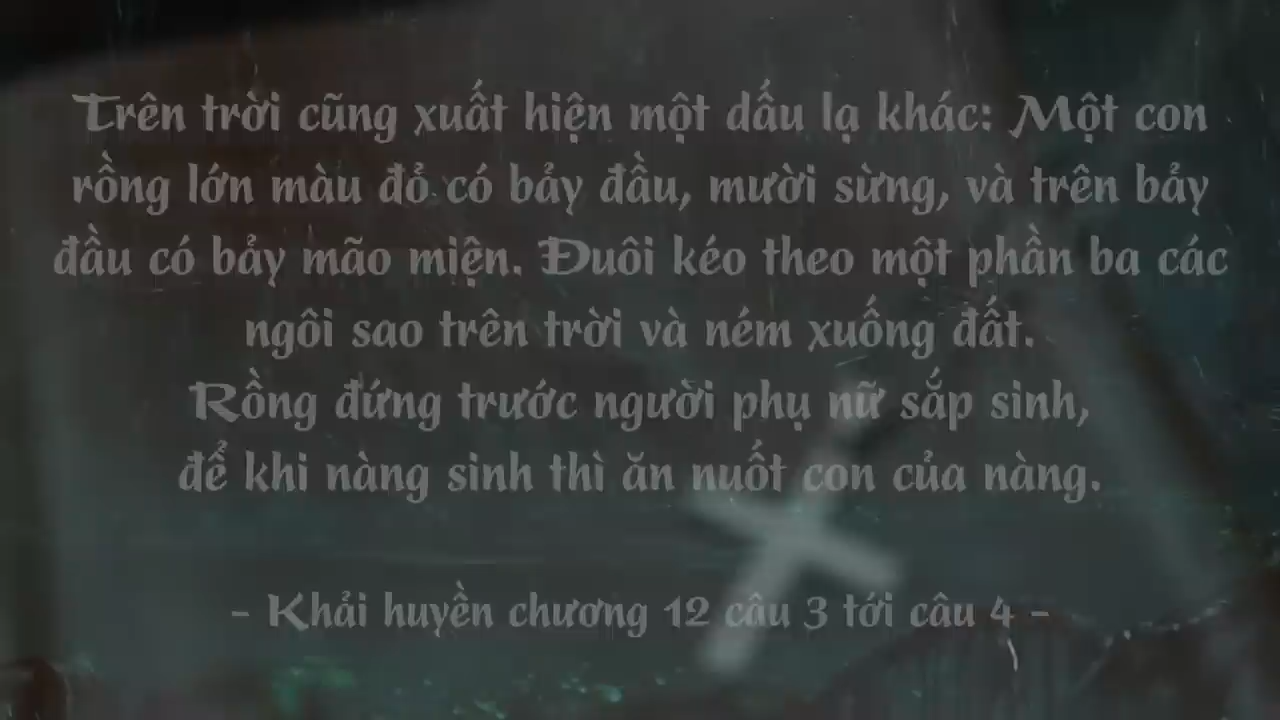 Trên trời cũng xuất hiện một dấu lạ khác: Một con
rồng lớn màu đỏ có bảy đầu, mười sừng, và trên bảy
đầu có bảy mão miện. Đuôi kéo theo một phần ba các
ngôi sao trên trời và ném xuống đất.
Rồng đứng trước người phụ nữ sắp sinh,
để khi nàng sinh thì ăn nuốt con của nàng.
- Khải huyền chương 12 câu 3 tới câu 4 -